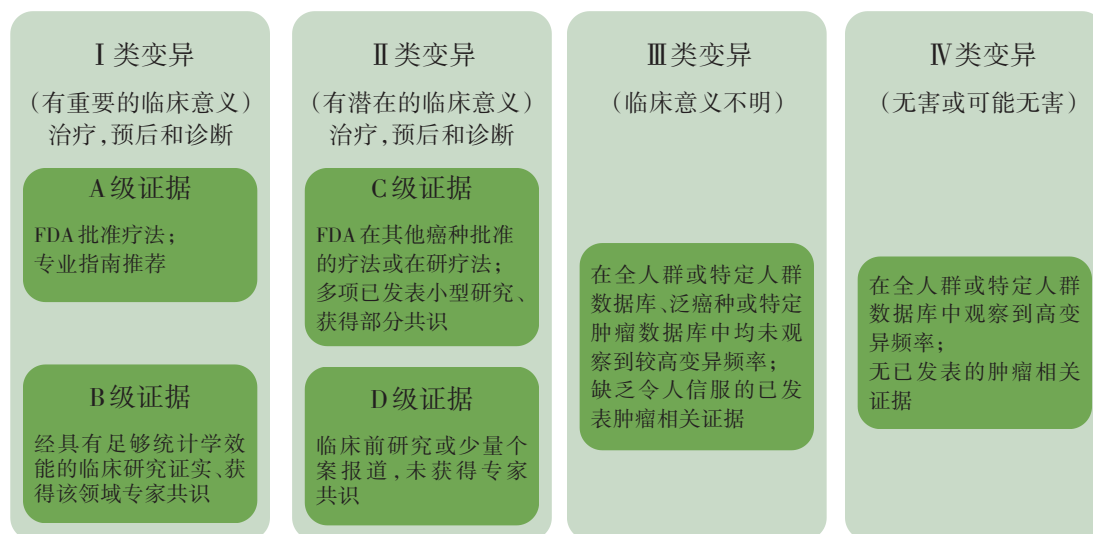 Ⅰ类变异
(有重要的临床意义)
治疗,预后和诊断
A级证据
FDA批准疗法;
专业指南推荐
B级证据
经具有足够统计学效
能的临床研究证实、获
得该领域专家共识
Ⅱ类变异
(有潜在的临床意义)
治疗,预后和诊断
C级证据
FDA在其他癌种批准
的疗法或在研疗法;
多项已发表小型研究、
获得部分共识
D级证据
临床前研究或少量个
案报道,未获得专家
共识
Ⅲ类变异
(临床意义不明)
在全人群或特定人群
数据库、泛癌种或特定
肿瘤数据库中均未观
察到较高变异频率;
缺乏令人信服的已发
表肿瘤相关证据
Ⅳ类变异
(无害或可能无害)
在全人群或特定人群
数据库中观察到高变
异频率;
无已发表的肿瘤相关
证据